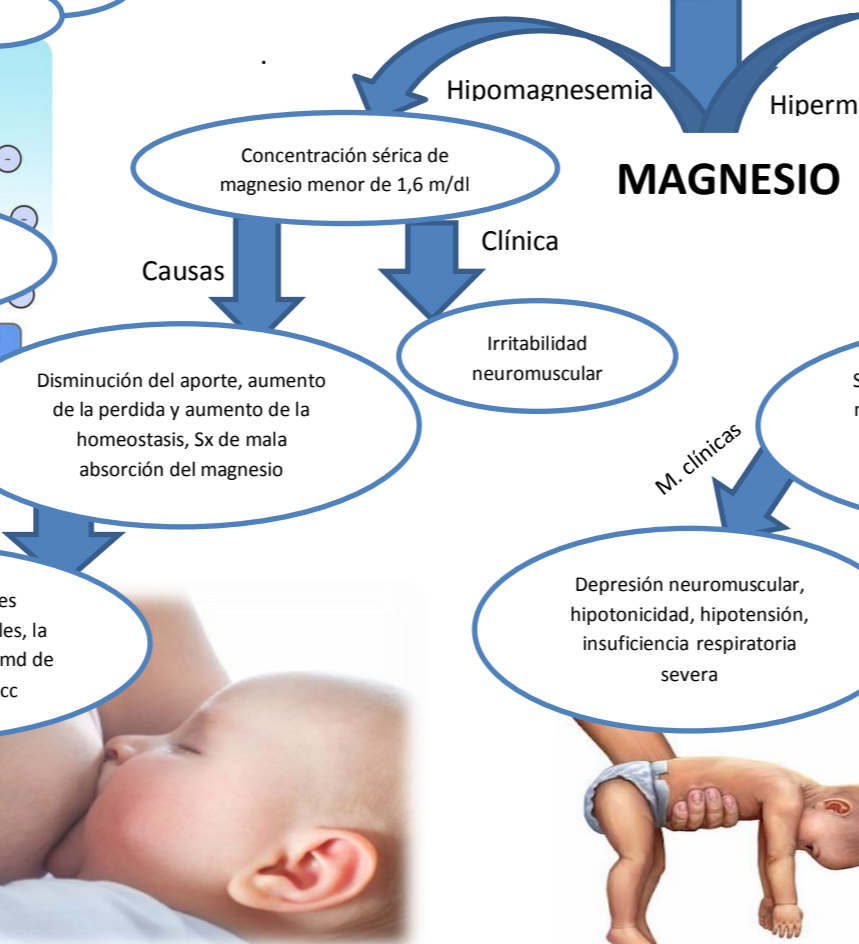 Hipomagnesemia
Hiperm
MAGNESIO
Concentración sérica de
magnesio menor de 1,6 m/dl
Causas
Clínica
Irritabilidad
neuromuscular
Disminución del aporte, aumento
de la perdida y aumento de la
homeostasis, Sx de mala
absorción del magnesio
M. clínicas
es
les, la
md de
cc
Depresión neuromuscular,
hipotonicidad, hipotensión,
insuficiencia respiratoria
severa